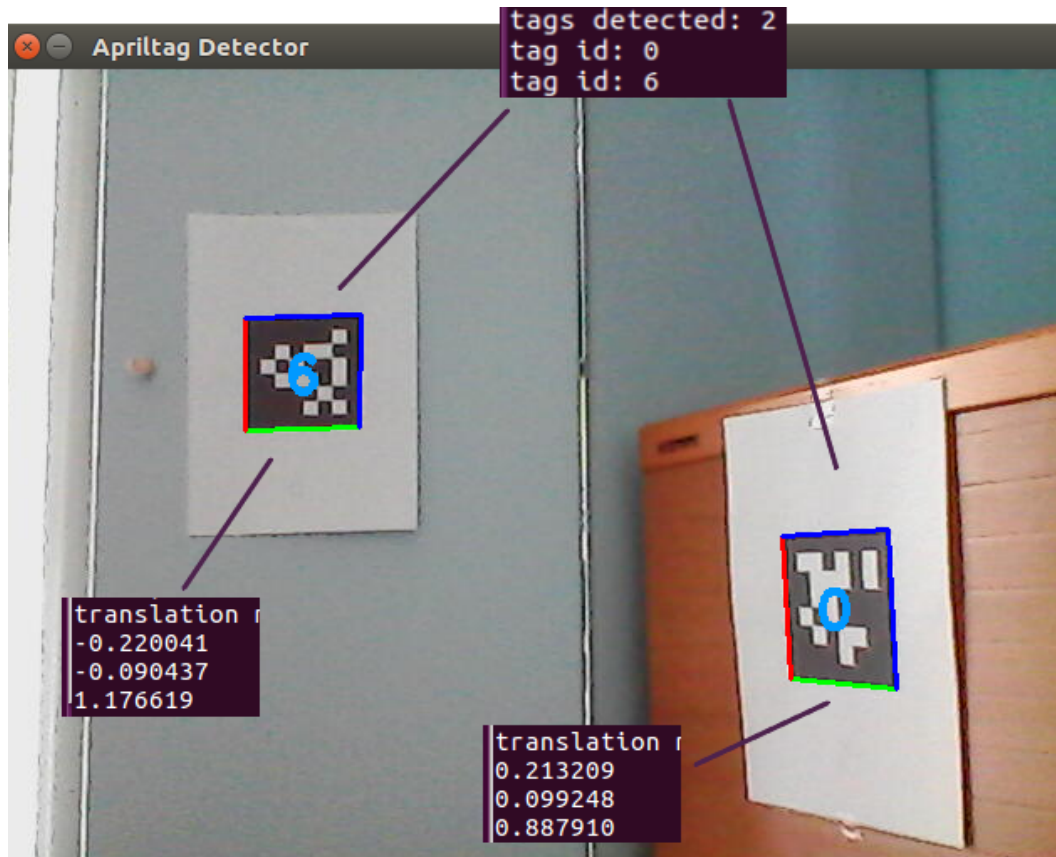 tags detected: 2
Apriltag Detector
tag id: 0
tag id: 6
6
translation
-0.220041
-0.090437
1.176619
0
translation
0.213209
0.099248
0.887910